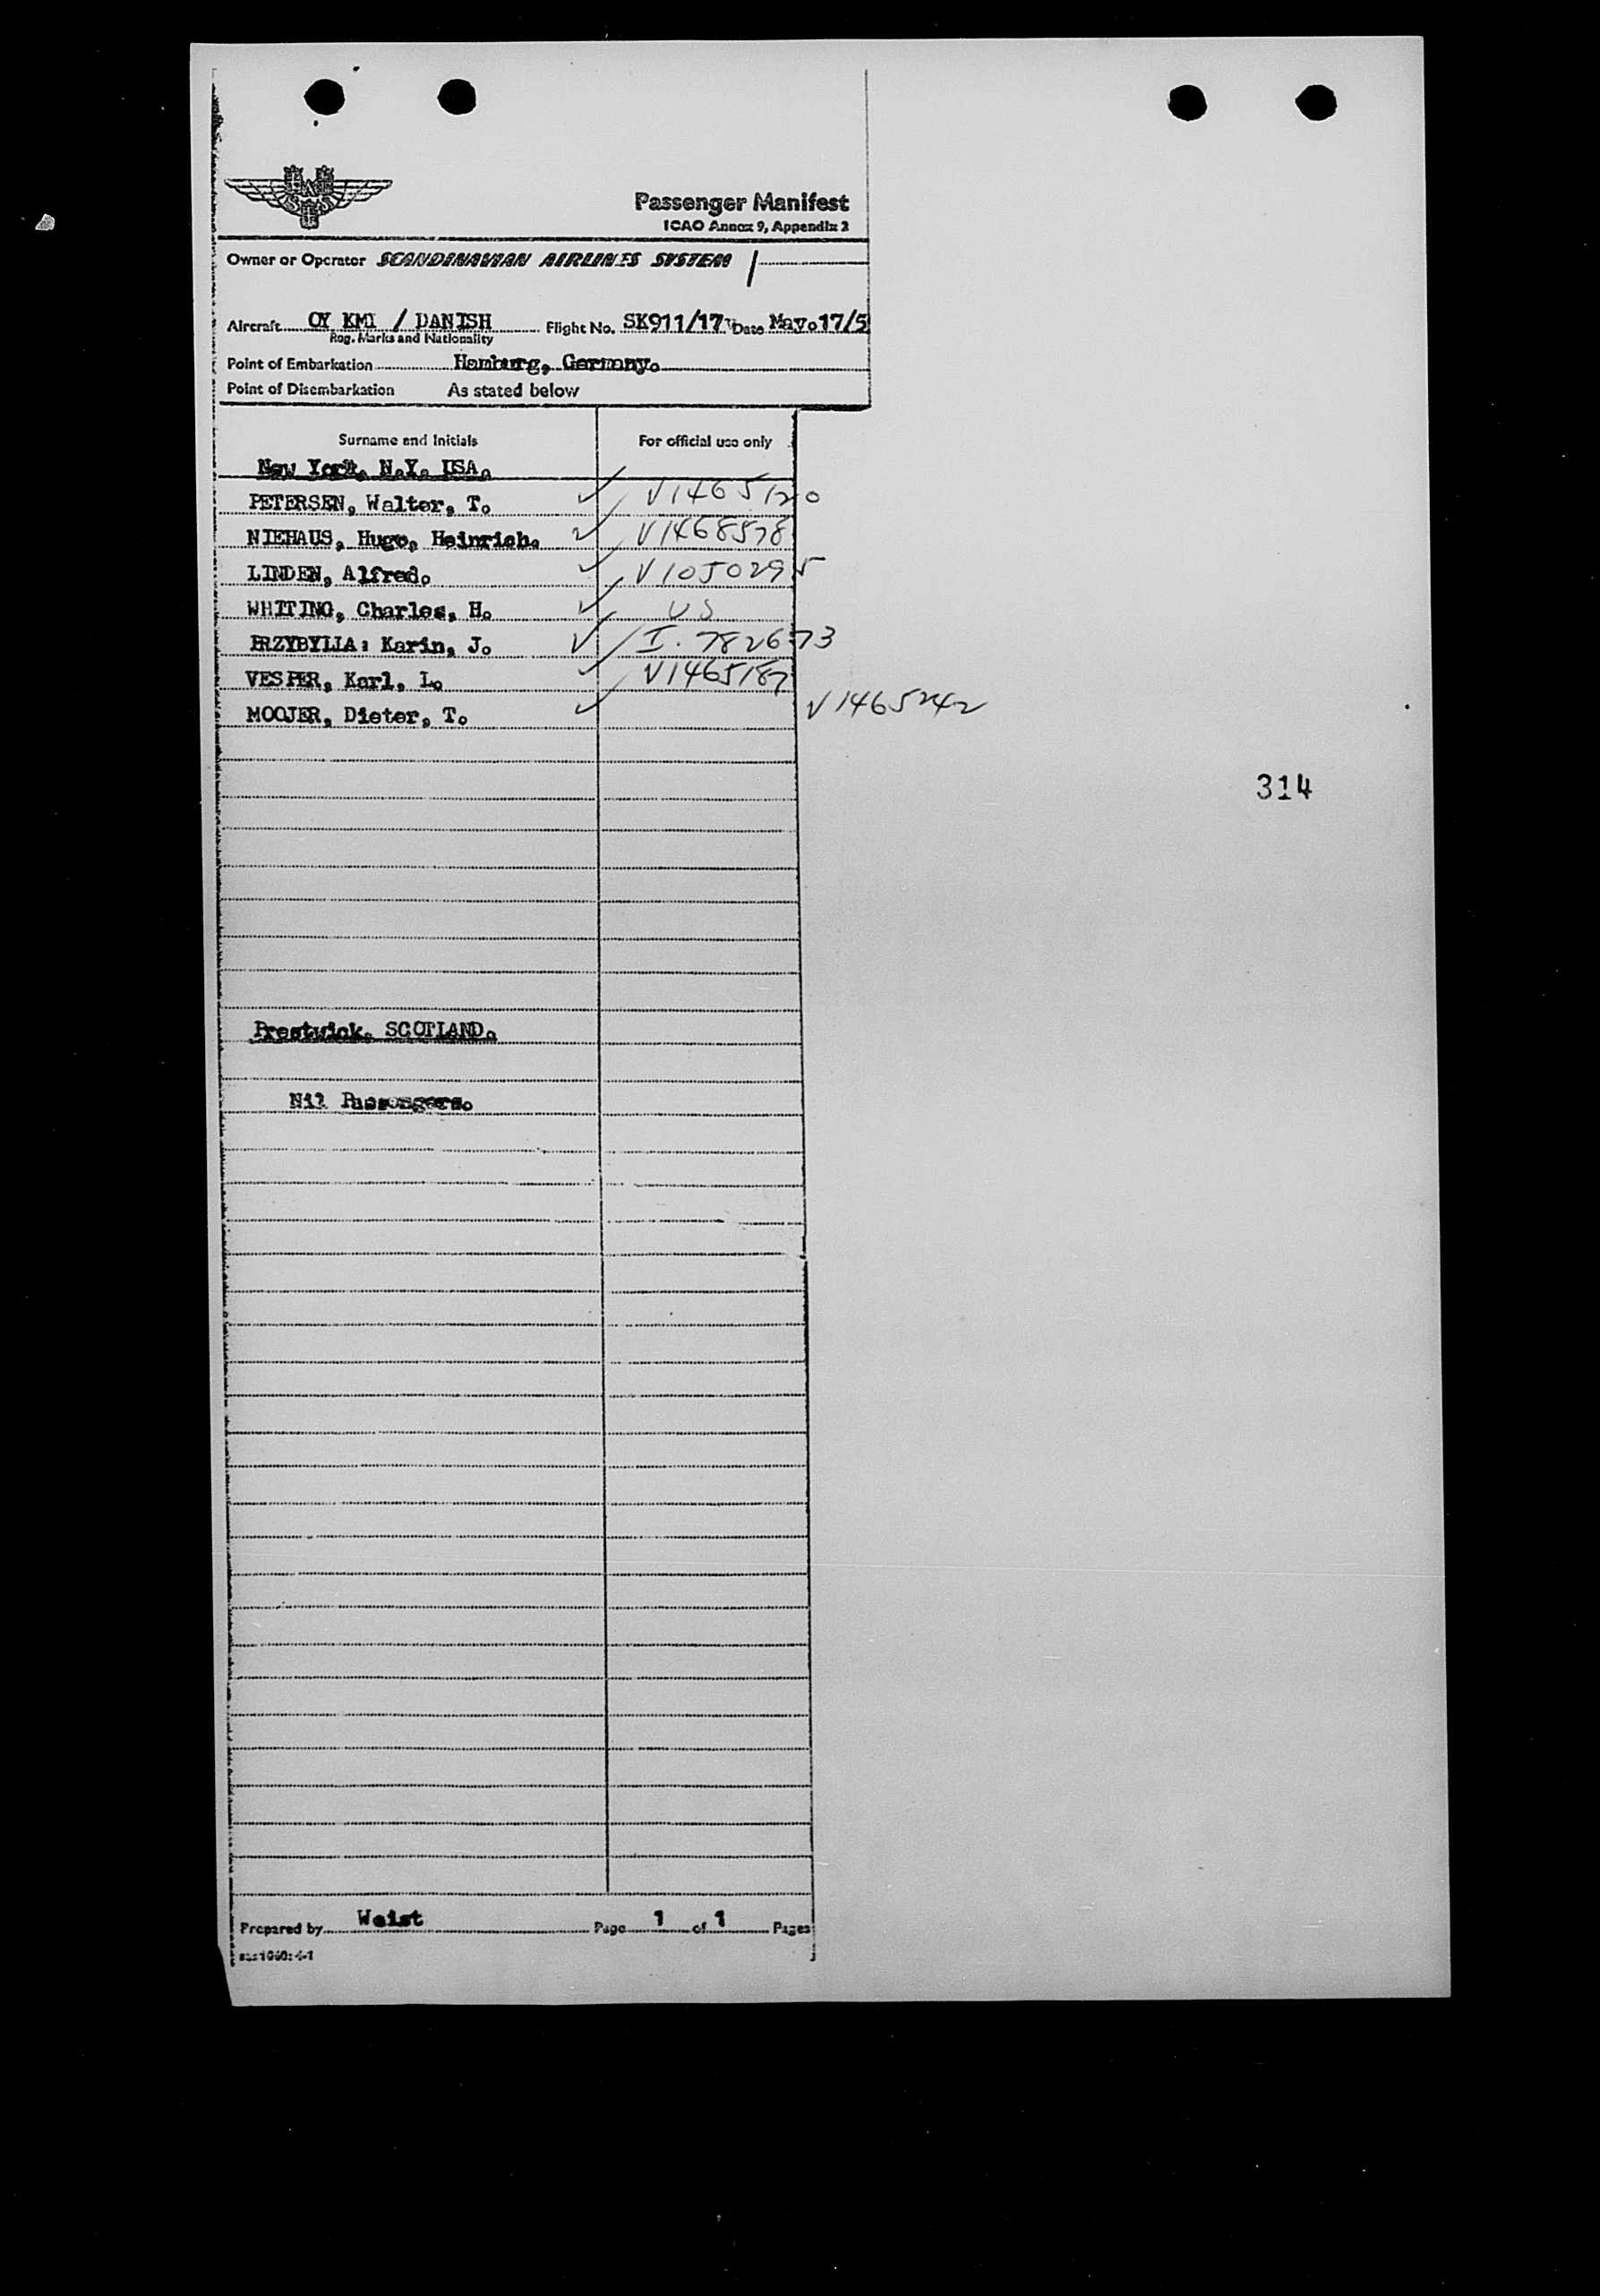 Passenger Manifest
ICAO Annex 9, Appendix 2
Owner or Operator SCANDINAVIAN AIRLINES SYSTEM
Aircraft OY KMI / DANISH Flight No. SK911/17 Date May.17/5
Reg. Marks and Nationality
Point of Embarkation Hamburg, Germany.
Point of Disembarkation As stated below
Surname and Initials For official use only
New York, N.Y. USA.
PETERSEN, Walter, T. ✓ V1465120
NIEHAUS, Hugo, Heinrich. ✓ V1468578
LINDEN, Alfred. ✓ V1050295
WHITING, Charles, H. ✓ US
PRZYBYLLA: Karin, J. ✓ I.782673
VESPER, Karl, L. ✓ V1465187
MOOJER, Dieter, T. ✓ V1465242
314
Prestwick, SCOTLAND.
Nil Passengers.
Prepared by Weist Page 1 of 1 Pages